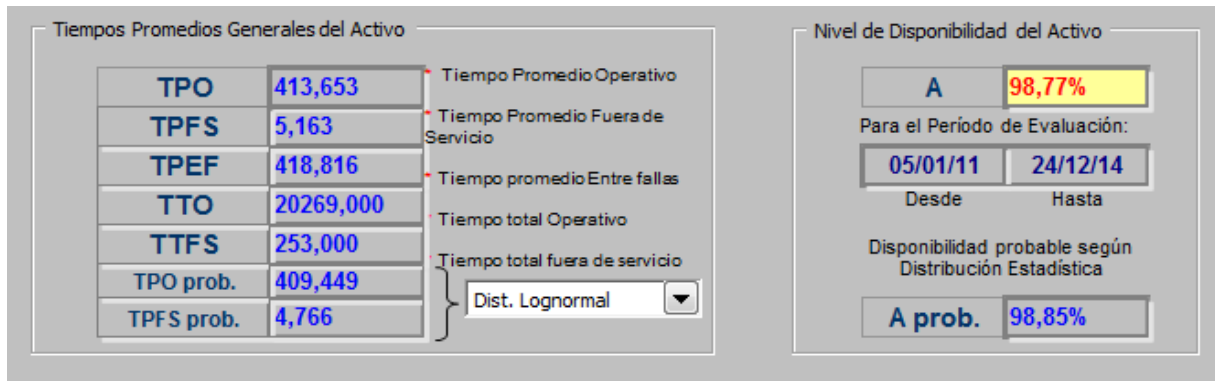 Tiempos Promedios Generales del Activo
TPO 413,653 * Tiempo Promedio Operativo
TPFS 5,163 * Tiempo Promedio Fuera de
Servicio
TPEF 418,816 * Tiempo promedio Entre fallas
TTO 20269,000 * Tiempo total Operativo
TTFS 253,000 * Tiempo total fuera de servicio
TPO prob. 409,449
TPFS prob. 4,766
Dist. Lognormal
Nivel de Disponibilidad del Activo
A 98,77%
Para el Período de Evaluación:
05/01/11 24/12/14
Desde Hasta
Disponibilidad probable según
Distribución Estadística
A prob. 98,85%